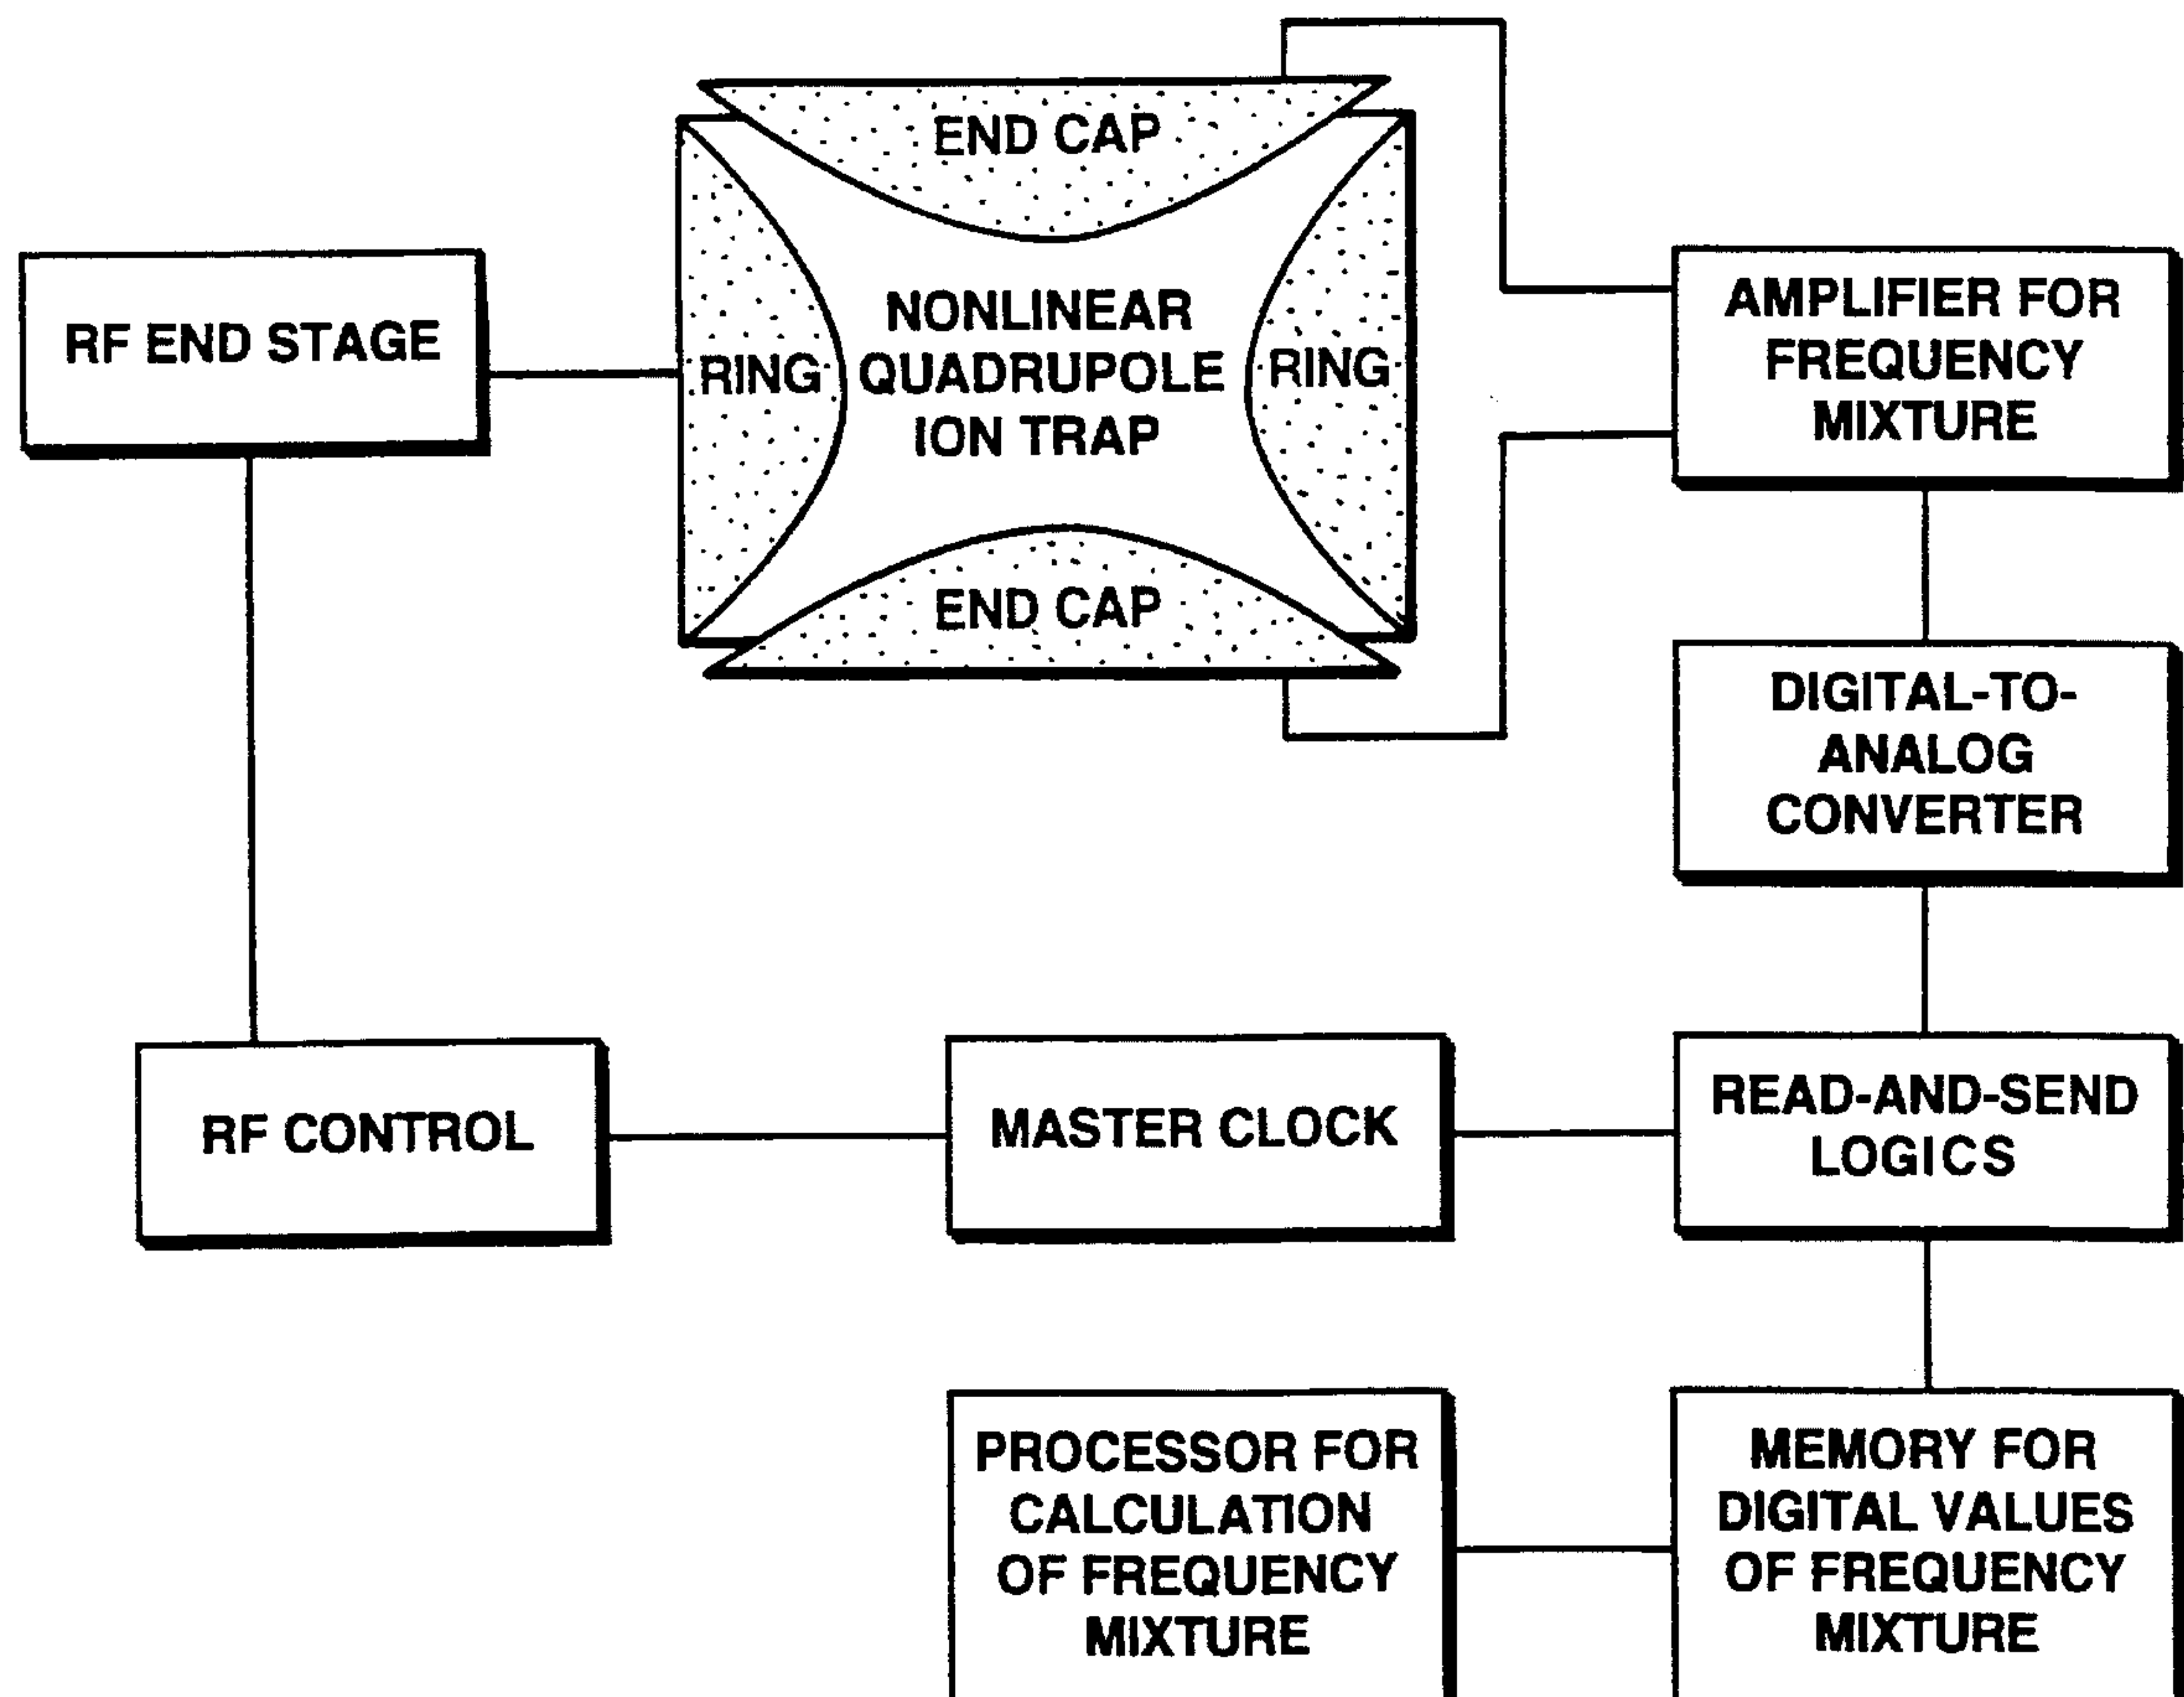 END CAP
RF END STAGE
RING
NONLINEAR
QUADRUPOLE
ION TRAP
RING
AMPLIFIER FOR
FREQUENCY
MIXTURE
END CAP
DIGITAL-TO-
ANALOG
CONVERTER
RF CONTROL
MASTER CLOCK
READ-AND-SEND
LOGICS
PROCESSOR FOR
CALCULATION
OF FREQUENCY
MIXTURE
MEMORY FOR
DIGITAL VALUES
OF FREQUENCY
MIXTURE